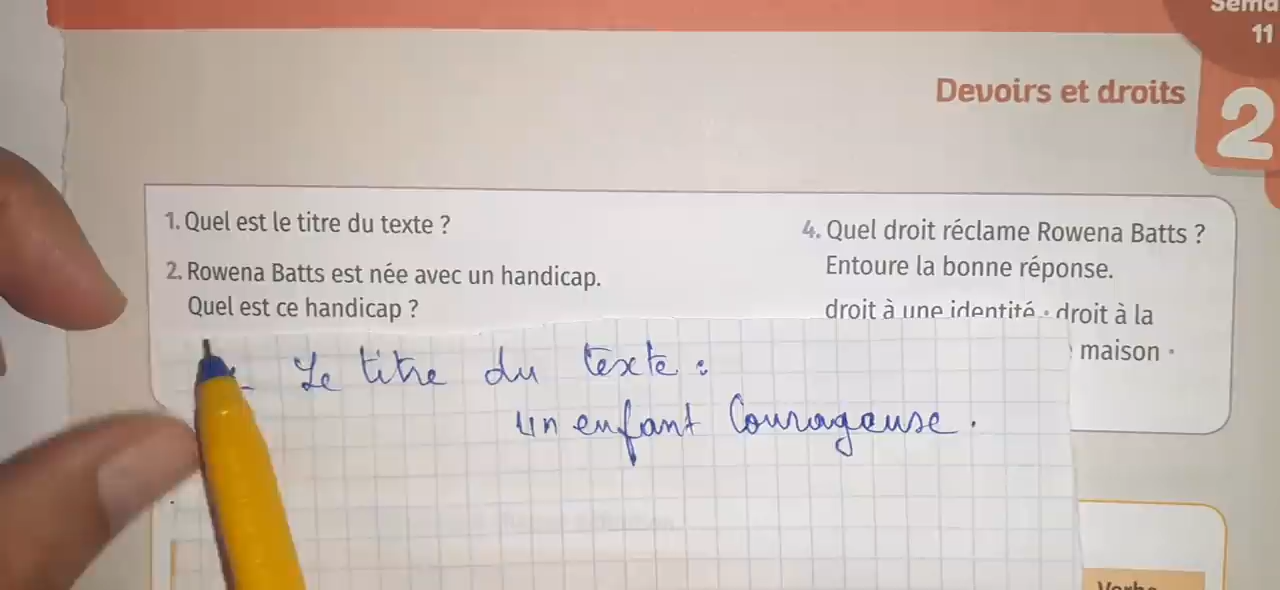 Sema
11
Devoirs et droits
2
1. Quel est le titre du texte ?
2. Rowena Batts est née avec un handicap.
Quel est ce handicap ?
4. Quel droit réclame Rowena Batts ?
Entoure la bonne réponse.
droit à une identité · droit à la
maison ·
Le titre du texte :
Un enfant Courageuse.
Verbe